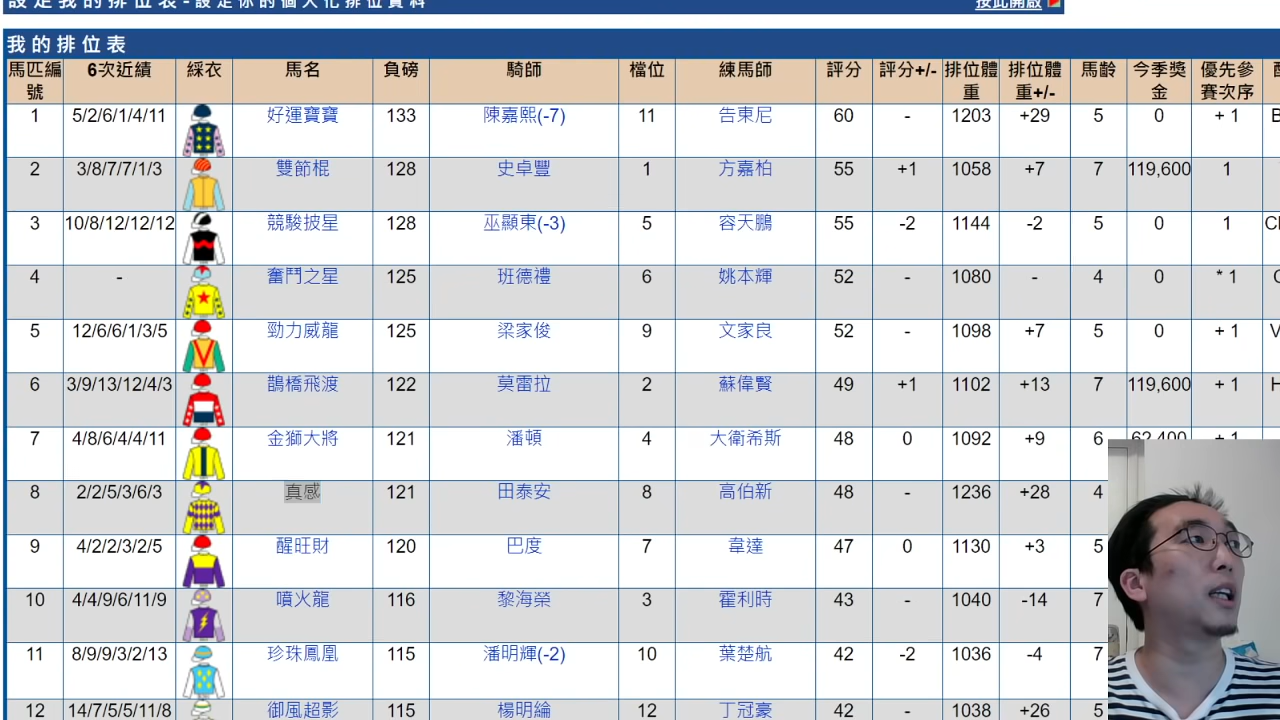 設定我的排位表 - 設定你的個人化排位資料 按此開啟
我的排位表
馬匹編號 6次近績 綵衣 馬名 負磅 騎師 檔位 練馬師 評分 評分+/- 排位體重 排位體重+/- 馬齡 今季獎金 優先參賽次序
1 5/2/6/1/4/11 好運寶寶 133 陳嘉熙(-7) 11 告東尼 60 - 1203 +29 5 0 + 1
2 3/8/7/7/1/3 雙節棍 128 史卓豐 1 方嘉柏 55 +1 1058 +7 7 119,600 1
3 10/8/12/12/12 競駿披星 128 巫顯東(-3) 5 容天鵬 55 -2 1144 -2 5 0 1
4 - 奮鬥之星 125 班德禮 6 姚本輝 52 - 1080 - 4 0 * 1
5 12/6/6/1/3/5 勁力威龍 125 梁家俊 9 文家良 52 - 1098 +7 5 0 + 1 V
6 3/9/13/12/4/3 鵲橋飛渡 122 莫雷拉 2 蘇偉賢 49 +1 1102 +13 7 119,600 + 1 H
7 4/8/6/4/4/11 金獅大將 121 潘頓 4 大衛希斯 48 0 1092 +9 6 62,400 + 1
8 2/2/5/3/6/3 真感 121 田泰安 8 高伯新 48 - 1236 +28 4
9 4/2/2/3/2/5 醒旺財 120 巴度 7 韋達 47 0 1130 +3 5
10 4/4/9/6/11/9 噴火龍 116 黎海榮 3 霍利時 43 - 1040 -14 7
11 8/9/9/3/2/13 珍珠鳳凰 115 潘明輝(-2) 10 葉楚航 42 -2 1036 -4 7
12 14/7/5/5/11/8 御風超影 115 楊明綸 12 丁冠豪 42 - 1038 +26 5